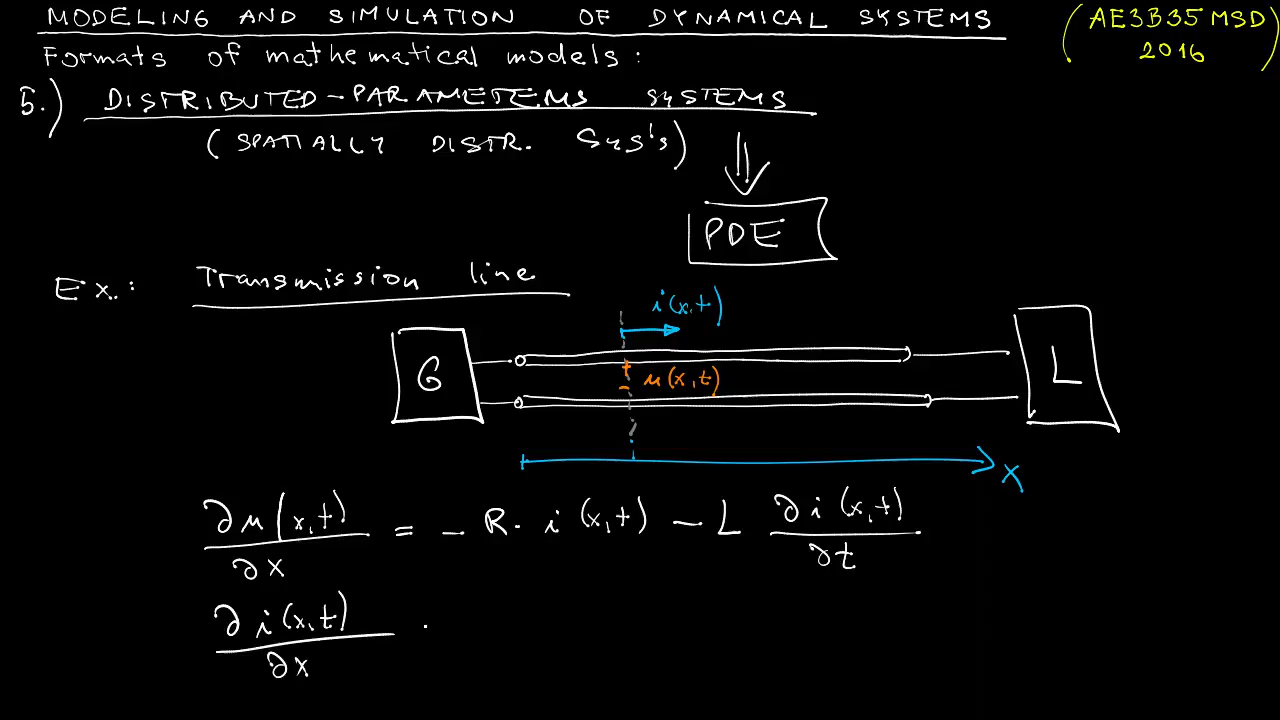 MODELING AND SIMULATION OF DYNAMICAL SYSTEMS
(AE3B35MSD)
2016
Formats of mathematical models:
5.) DISTRIBUTED-PARAMETEMS SYSTEMS
(SPATIALLY DISTR. SYS's)
PDE
Ex.: Transmission line
i(x,t)
G
+ u(x,t)
-
L
x
∂u(x,t)/∂x = - R. i(x,t) - L ∂i(x,t)/∂t
∂i(x,t)/∂x